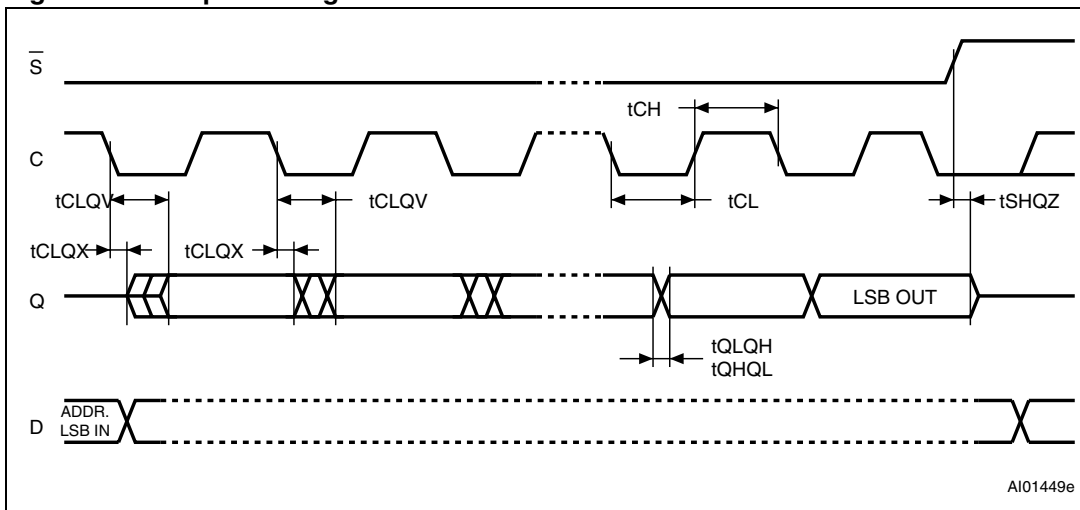 S
tCH
C
tCLQV
tCLQV
tCL
tSHQZ
tCLQX
tCLQX
Q
LSB OUT
tQLQH
tQHQL
ADDR.
D
LSB IN
AI01449e